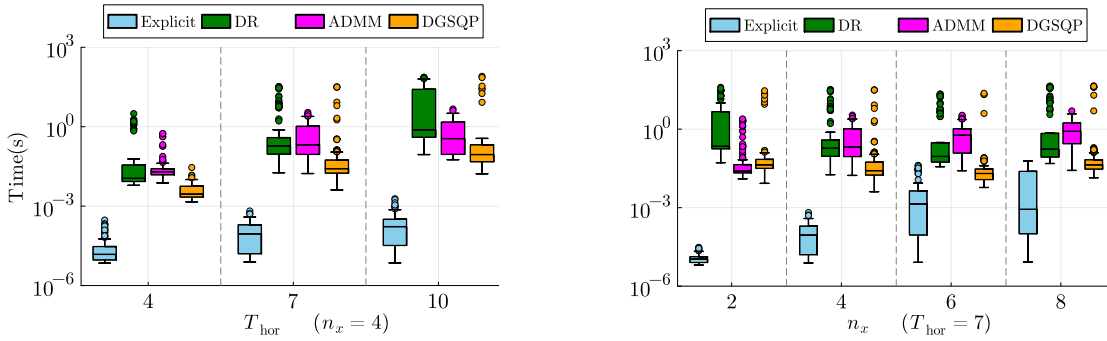 Explicit DR ADMM DGSQP
Time(s)
10^3
10^0
10^{-3}
10^{-6}
4 7 10
T_hor (n_x = 4)
Explicit DR ADMM DGSQP
10^3
10^0
10^{-3}
10^{-6}
2 4 6 8
n_x (T_hor = 7)